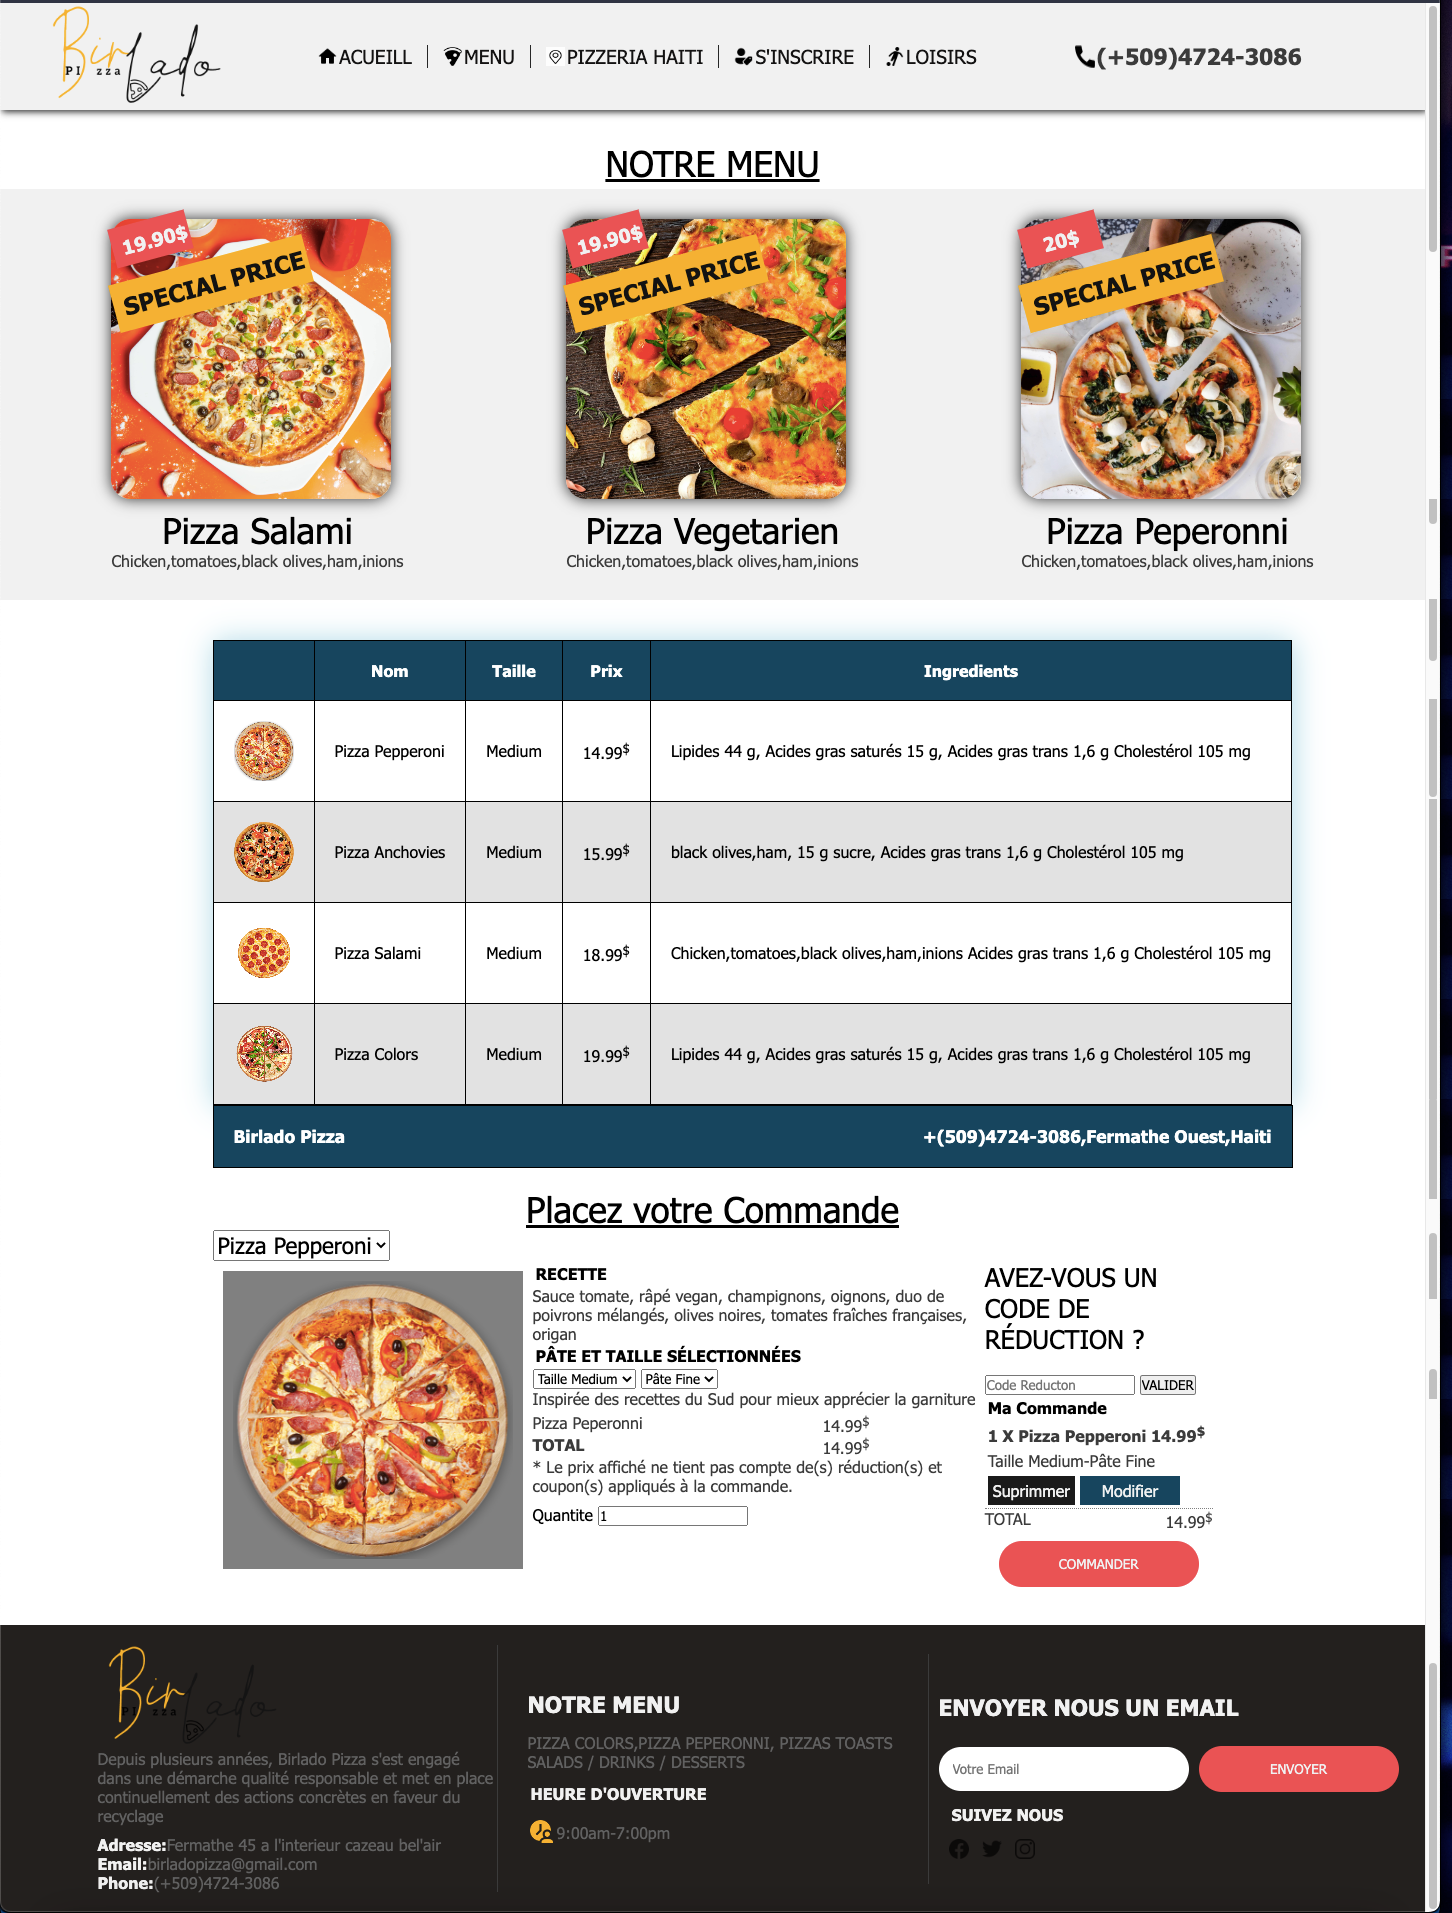 Birlado
PIzza
ACUEILL
MENU
PIZZERIA HAITI
S'INSCRIRE
LOISIRS
(+509)4724-3086
NOTRE MENU
19.90$
SPECIAL PRICE
19.90$
SPECIAL PRICE
20$
SPECIAL PRICE
Pizza Salami
Chicken,tomatoes,black olives,ham,inions
Pizza Vegetarien
Chicken,tomatoes,black olives,ham,inions
Pizza Peperonni
Chicken,tomatoes,black olives,ham,inions
Nom Taille Prix Ingredients
Pizza Pepperoni Medium 14.99$ Lipides 44 g, Acides gras saturés 15 g, Acides gras trans 1,6 g Cholestérol 105 mg
Pizza Anchovies Medium 15.99$ black olives,ham, 15 g sucre, Acides gras trans 1,6 g Cholestérol 105 mg
Pizza Salami Medium 18.99$ Chicken,tomatoes,black olives,ham,inions Acides gras trans 1,6 g Cholestérol 105 mg
Pizza Colors Medium 19.99$ Lipides 44 g, Acides gras saturés 15 g, Acides gras trans 1,6 g Cholestérol 105 mg
Birlado Pizza +(509)4724-3086,Fermathe Ouest,Haiti
Placez votre Commande
Pizza Pepperoni
RECETTE
Sauce tomate, râpé vegan, champignons, oignons, duo de
poivrons mélangés, olives noires, tomates fraîches françaises,
origan
PÂTE ET TAILLE SÉLECTIONNÉES
Taille Medium Pâte Fine
Inspirée des recettes du Sud pour mieux apprécier la garniture
Pizza Peperonni 14.99$
TOTAL 14.99$
* Le prix affiché ne tient pas compte de(s) réduction(s) et
coupon(s) appliqués à la commande.
Quantite 1
AVEZ-VOUS UN
CODE DE
RÉDUCTION ?
Code Reducton VALIDER
Ma Commande
1 X Pizza Pepperoni 14.99$
Taille Medium-Pâte Fine
Suprimmer Modifier
TOTAL 14.99$
COMMANDER
Birlado
PIzza
Depuis plusieurs années, Birlado Pizza s'est engagé
dans une démarche qualité responsable et met en place
continuellement des actions concrètes en faveur du
recyclage
Adresse:Fermathe 45 a l'interieur cazeau bel'air
Email:birladopizza@gmail.com
Phone:(+509)4724-3086
NOTRE MENU
PIZZA COLORS,PIZZA PEPERONNI, PIZZAS TOASTS
SALADS / DRINKS / DESSERTS
HEURE D'OUVERTURE
9:00am-7:00pm
ENVOYER NOUS UN EMAIL
Votre Email ENVOYER
SUIVEZ NOUS